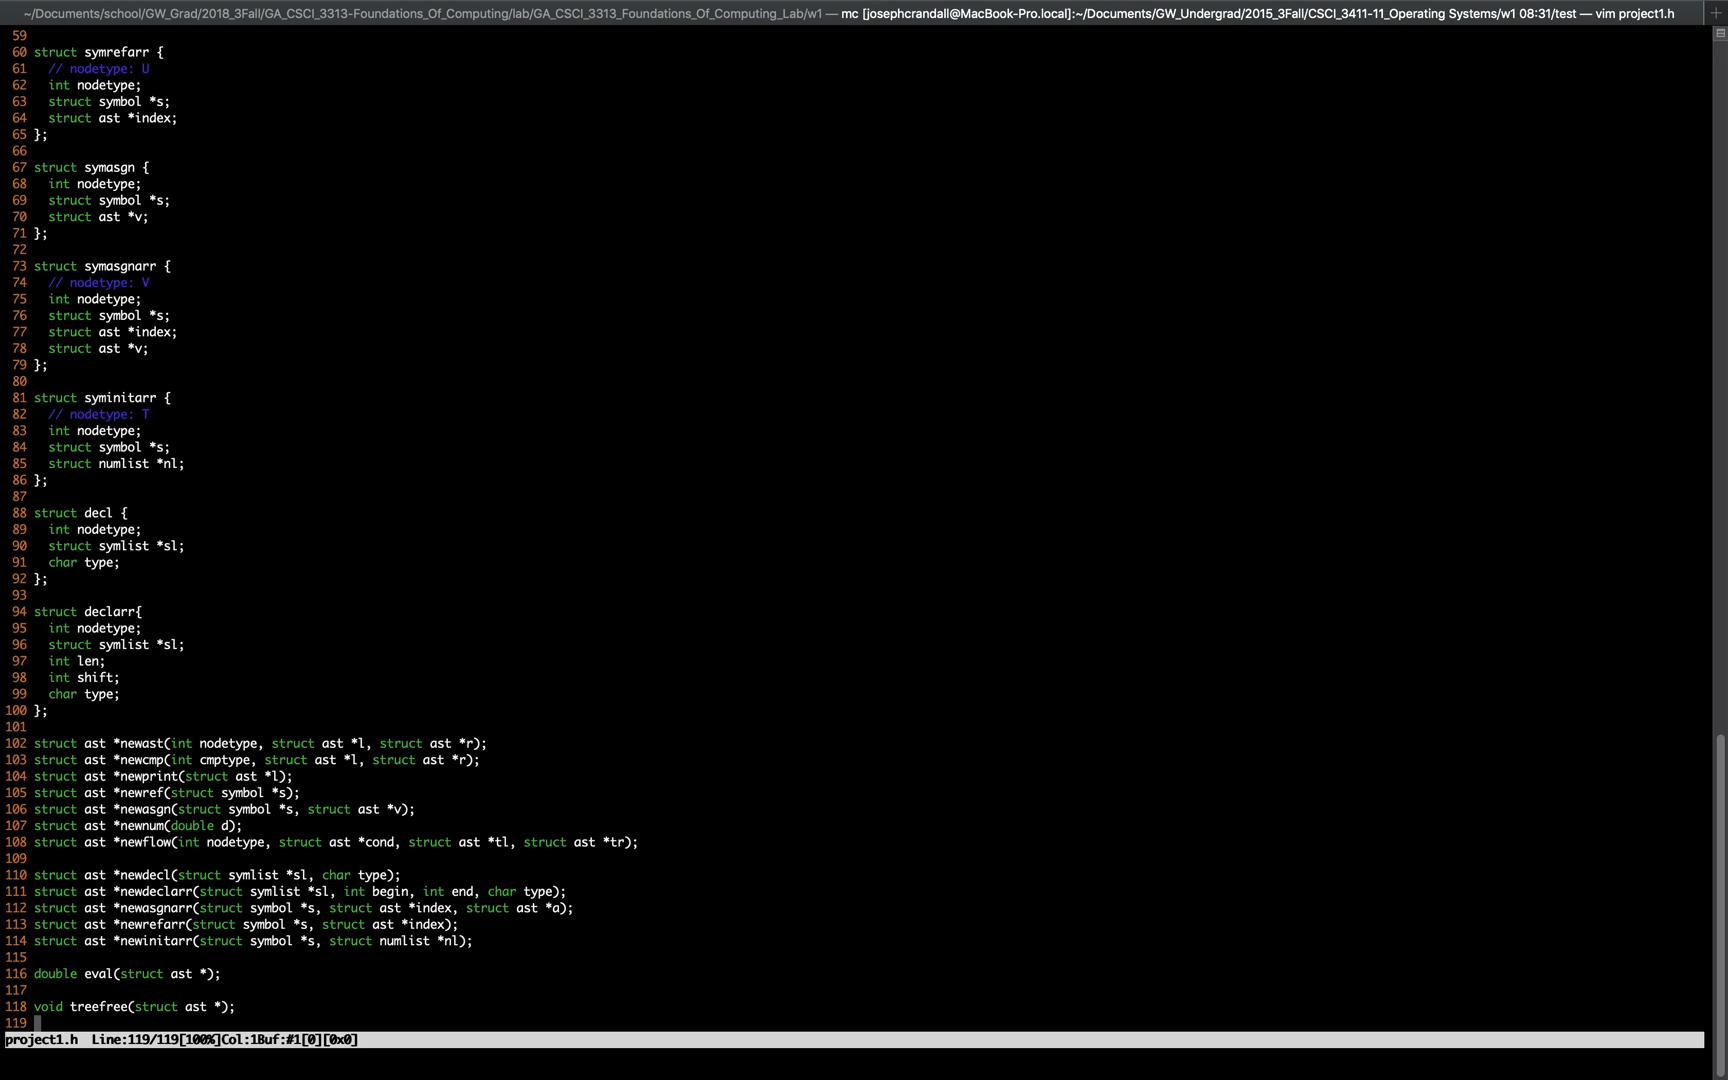 ~/Documents/school/GW_Grad/2018_3Fall/GA_CSCI_3313-Foundations_Of_Computing/lab/GA_CSCI_3313_Foundations_Of_Computing_Lab/w1 — mc [josephcrandall@MacBook-Pro.local]:~/Documents/GW_Undergrad/2015_3Fall/CSCI_3411-11_Operating Systems/w1 08:31/test — vim project1.h
59
60 struct symrefarr {
61   // nodetype: U
62   int nodetype;
63   struct symbol *s;
64   struct ast *index;
65 };
66
67 struct symasgn {
68   int nodetype;
69   struct symbol *s;
70   struct ast *v;
71 };
72
73 struct symasgnarr {
74   // nodetype: V
75   int nodetype;
76   struct symbol *s;
77   struct ast *index;
78   struct ast *v;
79 };
80
81 struct syminitarr {
82   // nodetype: T
83   int nodetype;
84   struct symbol *s;
85   struct numlist *nl;
86 };
87
88 struct decl {
89   int nodetype;
90   struct symlist *sl;
91   char type;
92 };
93
94 struct declarr{
95   int nodetype;
96   struct symlist *sl;
97   int len;
98   int shift;
99   char type;
100 };
101
102 struct ast *newast(int nodetype, struct ast *l, struct ast *r);
103 struct ast *newcmp(int cmptype, struct ast *l, struct ast *r);
104 struct ast *newprint(struct ast *l);
105 struct ast *newref(struct symbol *s);
106 struct ast *newasgn(struct symbol *s, struct ast *v);
107 struct ast *newnum(double d);
108 struct ast *newflow(int nodetype, struct ast *cond, struct ast *tl, struct ast *tr);
109
110 struct ast *newdecl(struct symlist *sl, char type);
111 struct ast *newdeclarr(struct symlist *sl, int begin, int end, char type);
112 struct ast *newasgnarr(struct symbol *s, struct ast *index, struct ast *a);
113 struct ast *newrefarr(struct symbol *s, struct ast *index);
114 struct ast *newinitarr(struct symbol *s, struct numlist *nl);
115
116 double eval(struct ast *);
117
118 void treefree(struct ast *);
119
project1.h  Line:119/119[100%]Col:1Buf:#1[0][0x0]